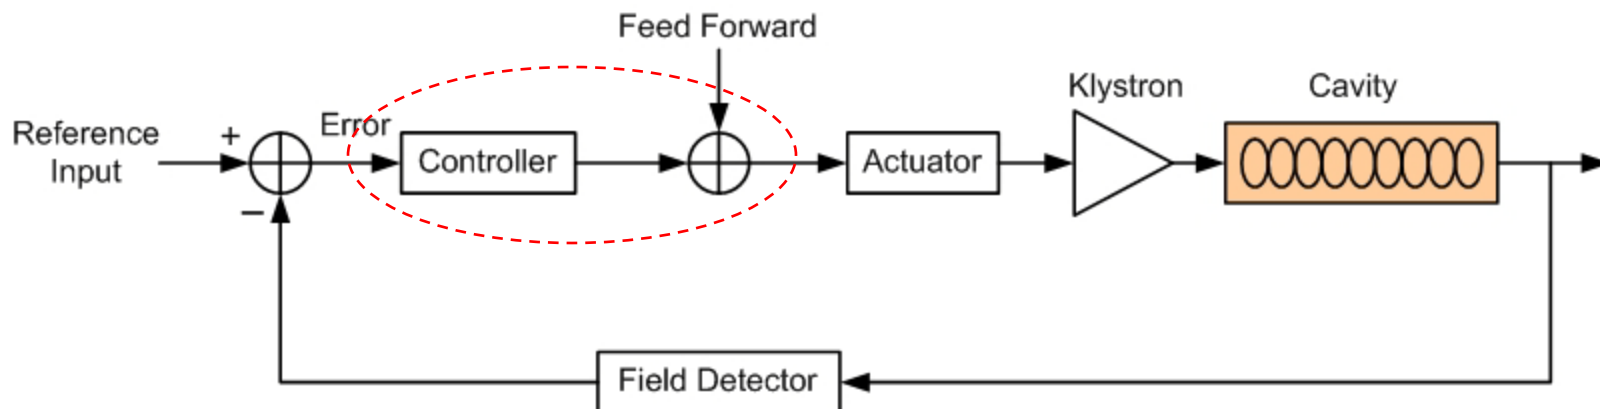 Feed Forward
Klystron
Cavity
Reference
Input
+
Error
Controller
Actuator
−
Field Detector